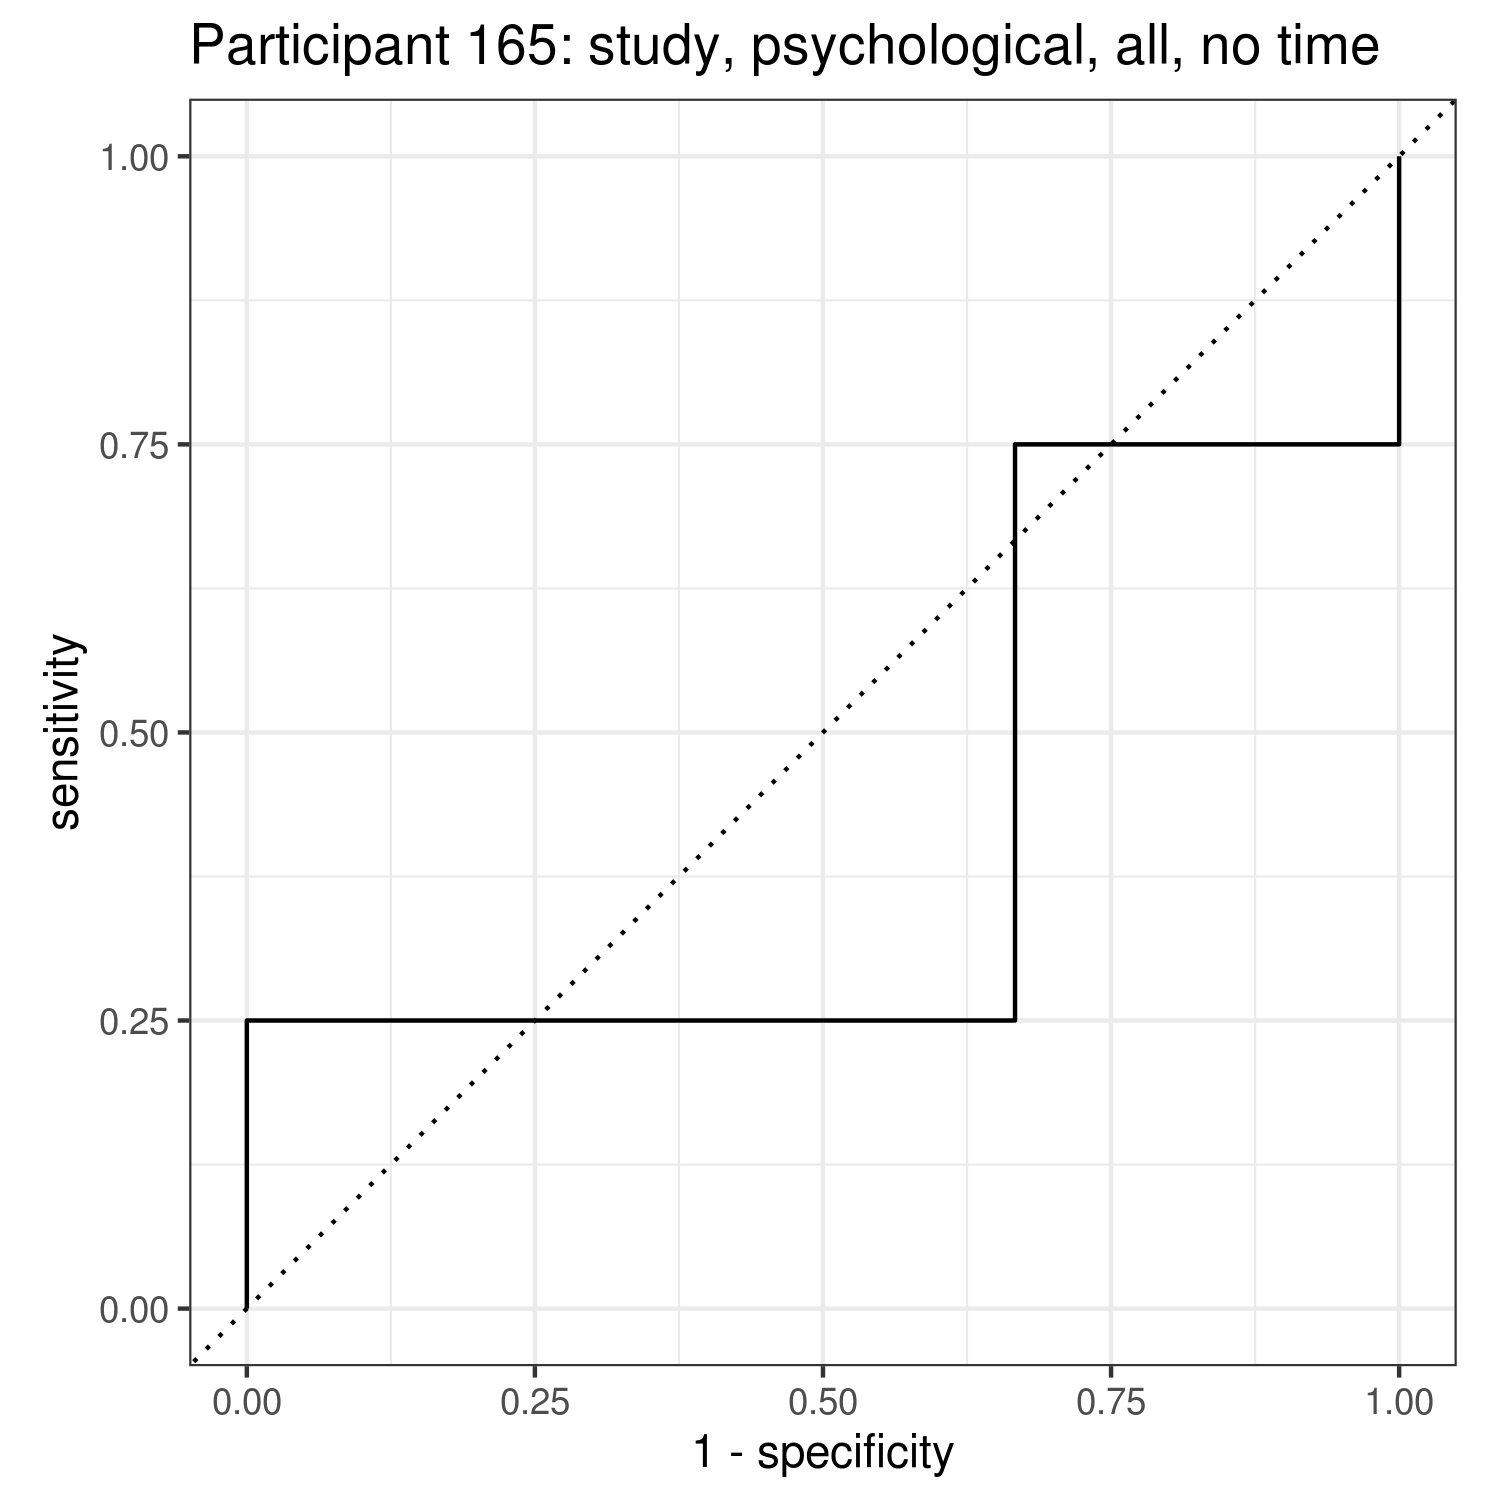 Participant 165: study, psychological, all, no time
1.00
0.75
0.50
0.25
0.00
sensitivity
0.00 0.25 0.50 0.75 1.00
1 - specificity